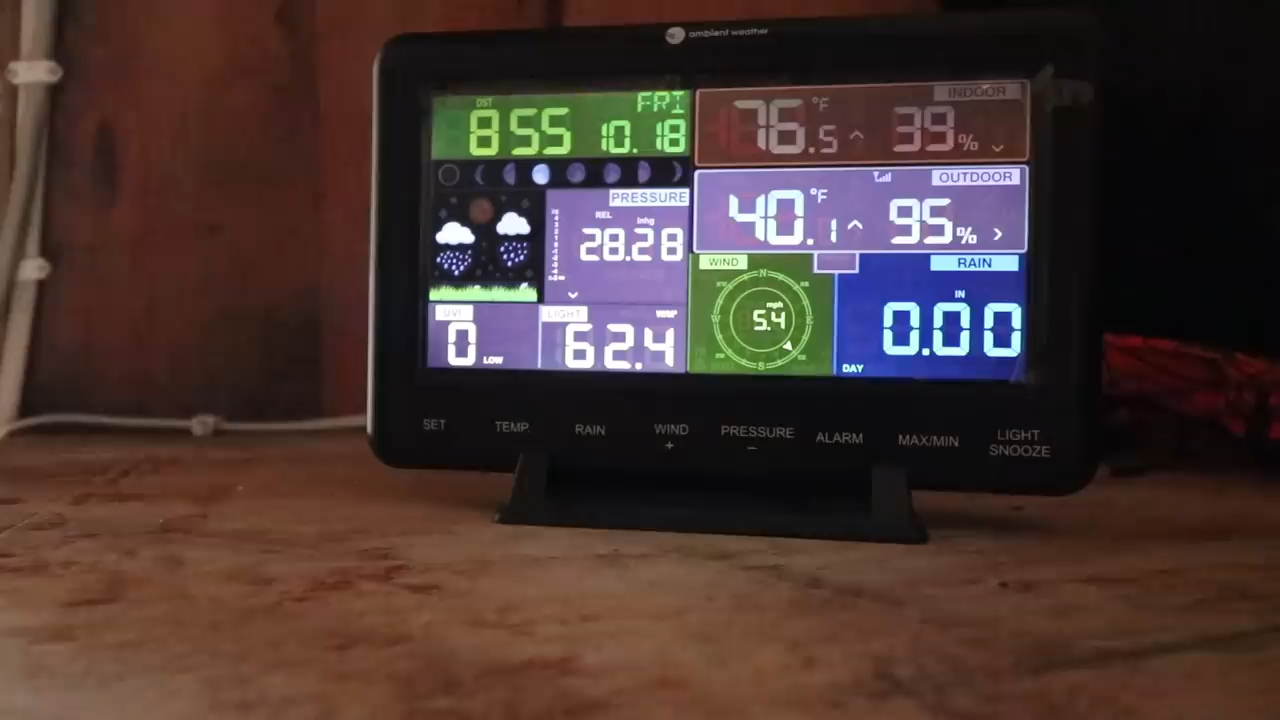 ambient weather
DST
8 55
FRI
10. 18
INDOOR
76.5 °F
39%
PRESSURE
REL inhg
28.28
OUTDOOR
40.1 °F
95%
WIND
N
E
S
W
mph
5.4
RAIN
IN
0.00
DAY
UVI
0 LOW
LIGHT
62.4
SET
TEMP.
RAIN
WIND
+
PRESSURE
−
ALARM
MAX/MIN
LIGHT
SNOOZE